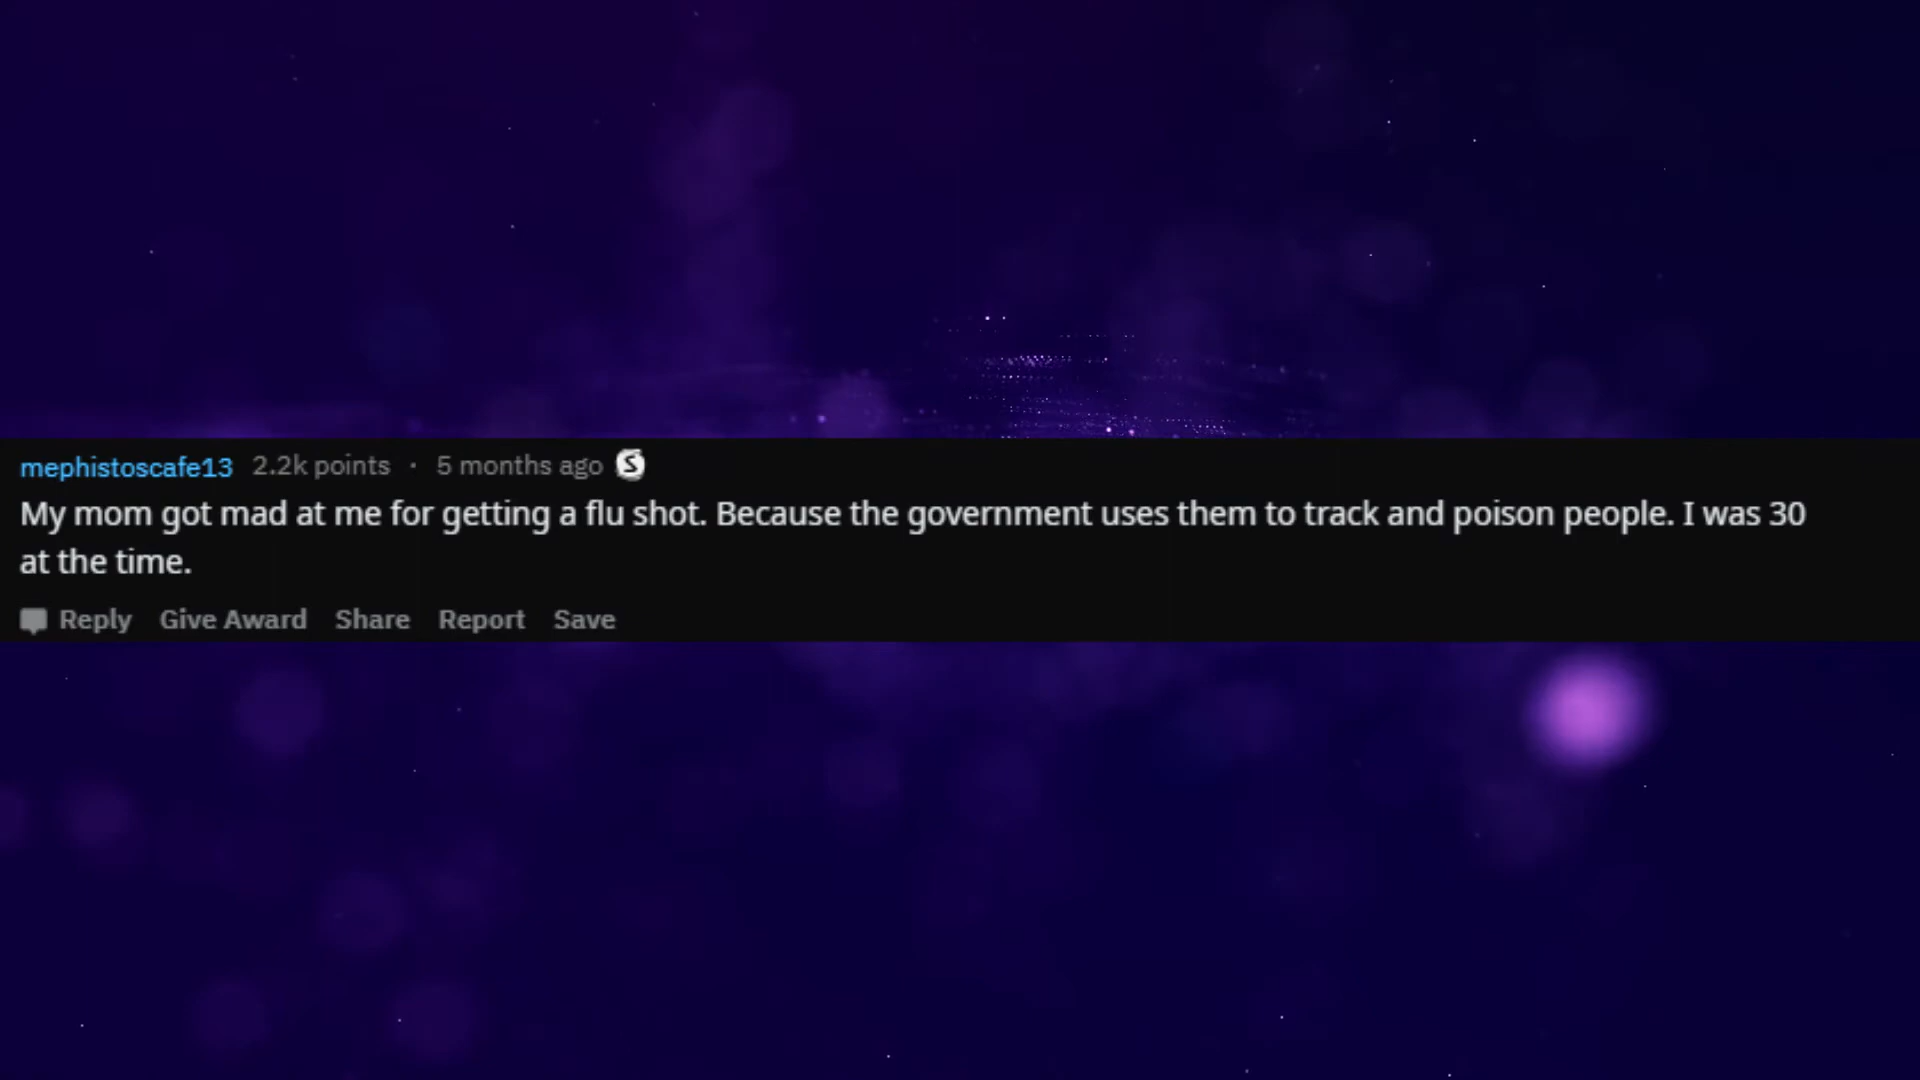 mephistoscafe13 2.2k points · 5 months ago S
My mom got mad at me for getting a flu shot. Because the government uses them to track and poison people. I was 30
at the time.
Reply Give Award Share Report Save